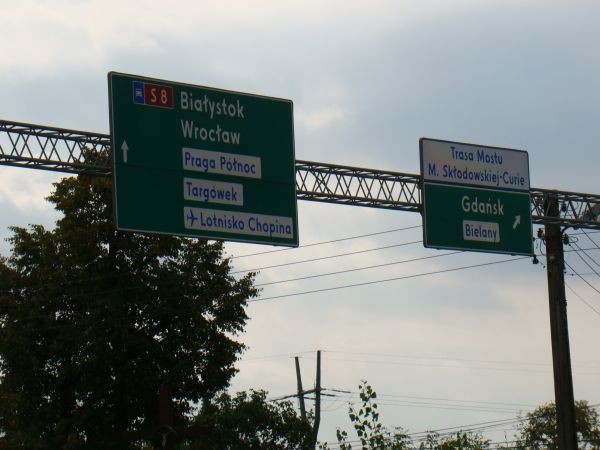 S8 Białystok
Wrocław
Praga Północ
Targówek
Lotnisko Chopina
Trasa Mostu
M. Skłodowskiej-Curie
Gdańsk
Bielany